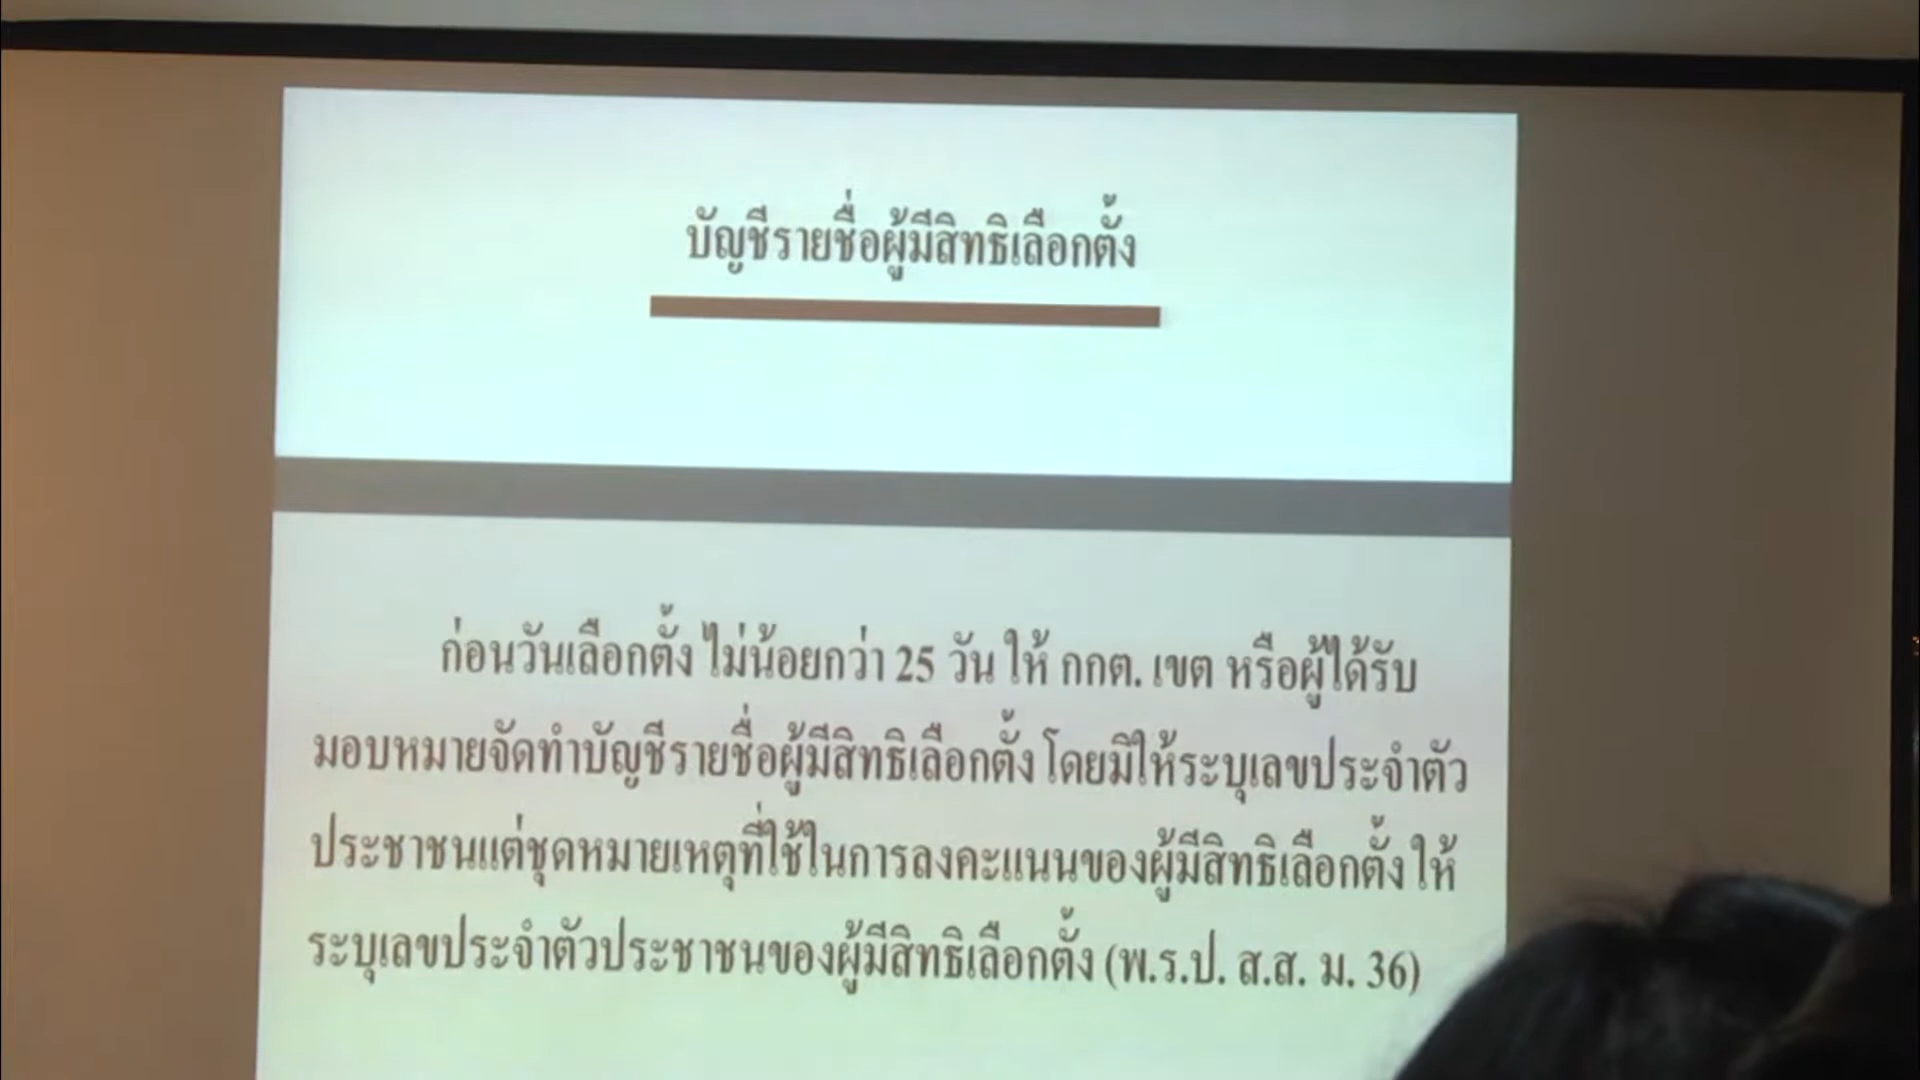 บัญชีรายชื่อผู้มีสิทธิเลือกตั้ง
ก่อนวันเลือกตั้ง ไม่น้อยกว่า 25 วัน ให้ กกต. เขต หรือผู้ได้รับ
มอบหมายจัดทำบัญชีรายชื่อผู้มีสิทธิเลือกตั้ง โดยมิให้ระบุเลขประจำตัว
ประชาชนแต่ชุดหมายเหตุที่ใช้ในการลงคะแนนของผู้มีสิทธิเลือกตั้ง ให้
ระบุเลขประจำตัวประชาชนของผู้มีสิทธิเลือกตั้ง (พ.ร.ป. ส.ส. ม. 36)